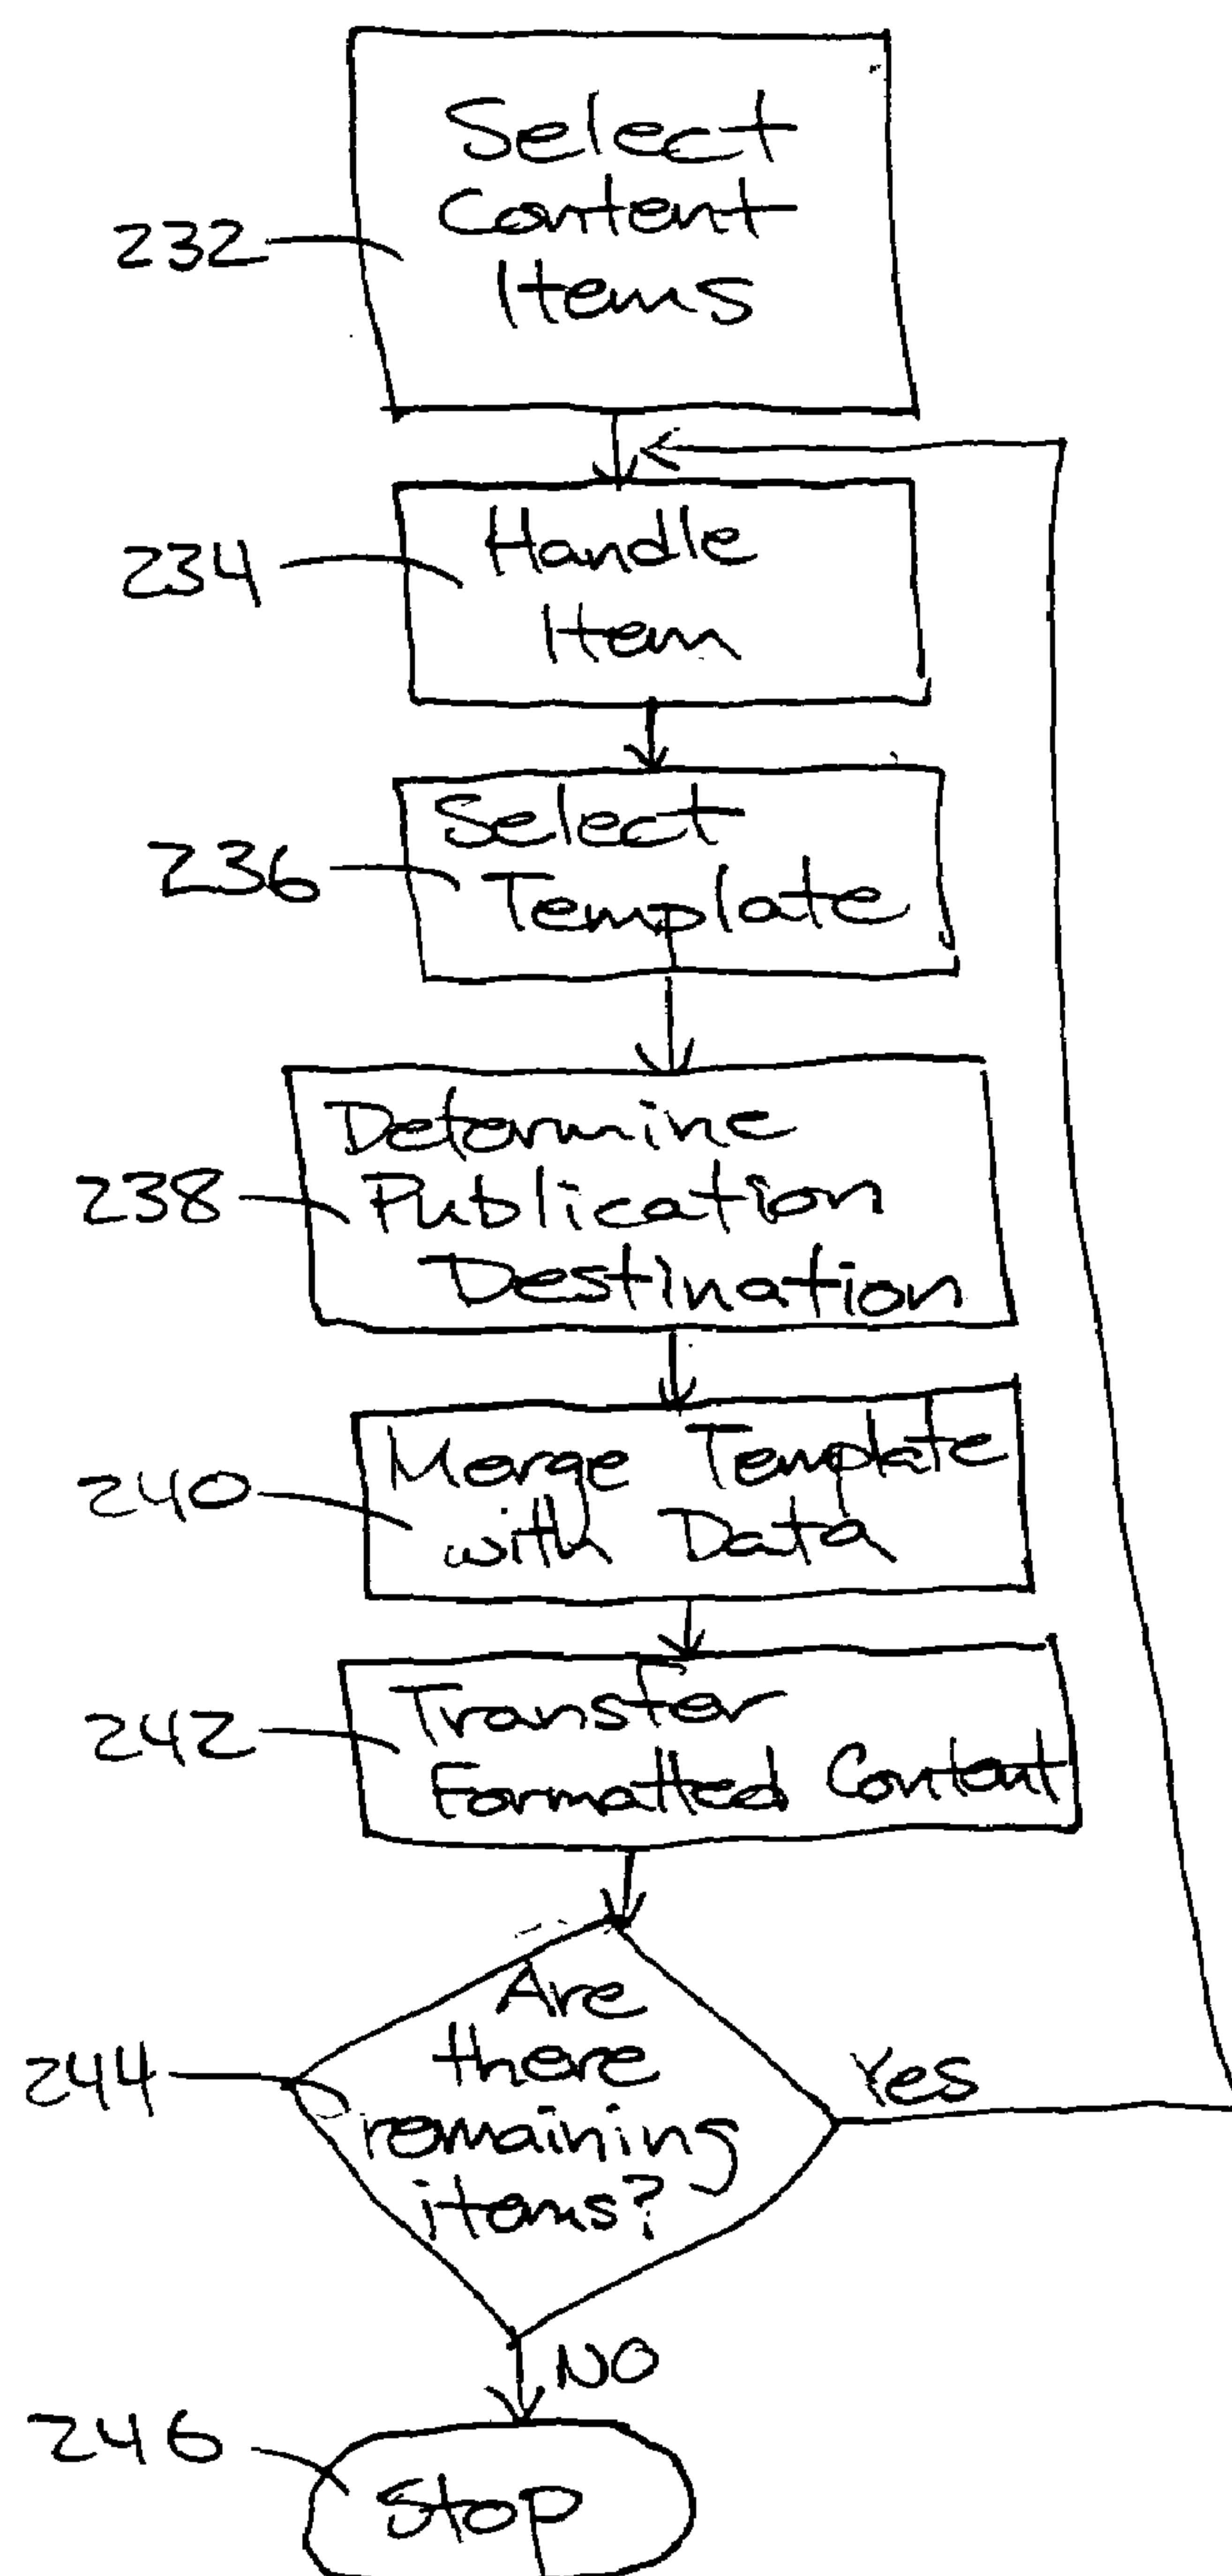 Select
Content
Items
232
Handle
234
Item
Select
236
Template
Determine
238
Publication
Destination
Merge Template
240
with Data
Transfer
242
Formatted Content
Are
there
244
Yes
remaining
items?
NO
246
Stop